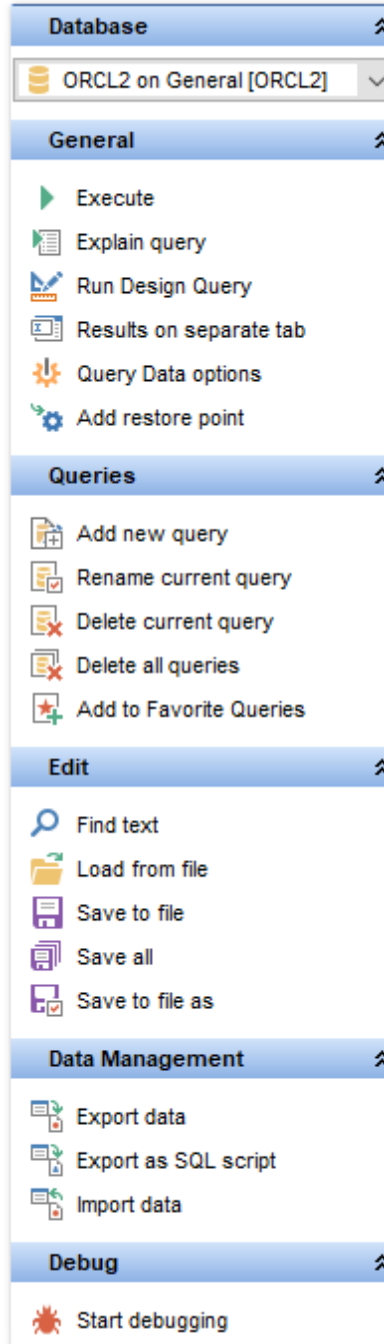 Database
ORCL2 on General [ORCL2]
General
Execute
Explain query
Run Design Query
Results on separate tab
Query Data options
Add restore point
Queries
Add new query
Rename current query
Delete current query
Delete all queries
Add to Favorite Queries
Edit
Find text
Load from file
Save to file
Save all
Save to file as
Data Management
Export data
Export as SQL script
Import data
Debug
Start debugging